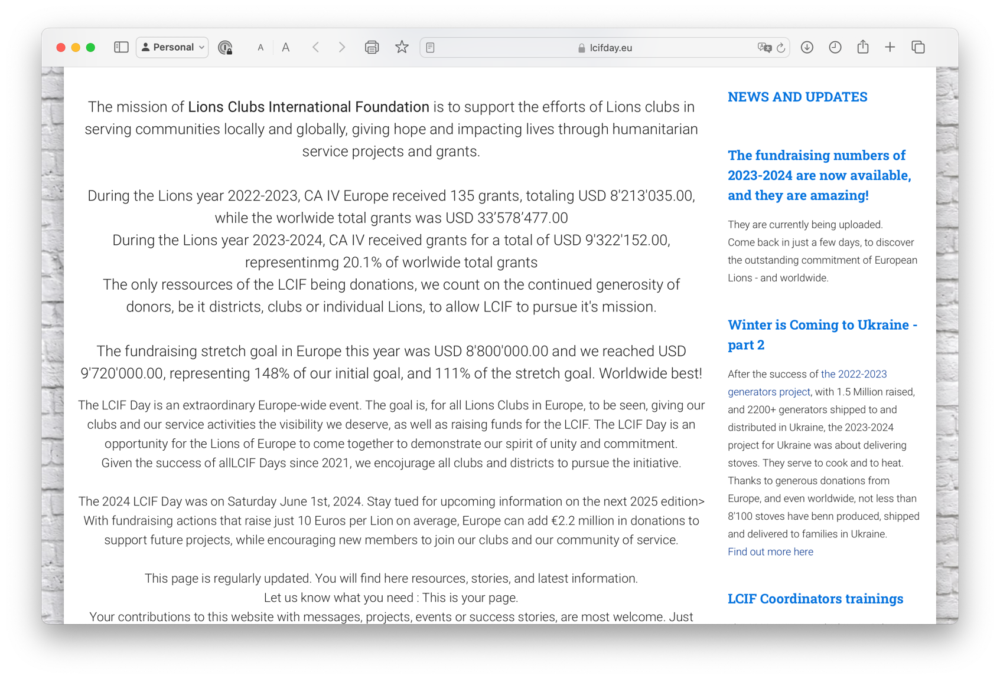 Personal
A A
lcifday.eu
The mission of Lions Clubs International Foundation is to support the efforts of Lions clubs in
serving communities locally and globally, giving hope and impacting lives through humanitarian
service projects and grants.
During the Lions year 2022-2023, CA IV Europe received 135 grants, totaling USD 8'213'035.00,
while the worlwide total grants was USD 33’578’477.00
During the Lions year 2023-2024, CA IV received grants for a total of USD 9'322'152.00,
representinmg 20.1% of worlwide total grants
The only ressources of the LCIF being donations, we count on the continued generosity of
donors, be it districts, clubs or individual Lions, to allow LCIF to pursue it's mission.
The fundraising stretch goal in Europe this year was USD 8'800'000.00 and we reached USD
9'720'000.00, representing 148% of our initial goal, and 111% of the stretch goal. Worldwide best!
The LCIF Day is an extraordinary Europe-wide event. The goal is, for all Lions Clubs in Europe, to be seen, giving our
clubs and our service activities the visibility we deserve, as well as raising funds for the LCIF. The LCIF Day is an
opportunity for the Lions of Europe to come together to demonstrate our spirit of unity and commitment.
Given the success of allLCIF Days since 2021, we encojurage all clubs and districts to pursue the initiative.
The 2024 LCIF Day was on Saturday June 1st, 2024. Stay tued for upcoming information on the next 2025 edition>
With fundraising actions that raise just 10 Euros per Lion on average, Europe can add €2.2 million in donations to
support future projects, while encouraging new members to join our clubs and our community of service.
This page is regularly updated. You will find here resources, stories, and latest information.
Let us know what you need : This is your page.
Your contributions to this website with messages, projects, events or success stories, are most welcome. Just
NEWS AND UPDATES
The fundraising numbers of
2023-2024 are now available,
and they are amazing!
They are currently being uploaded.
Come back in just a few days, to discover
the outstanding commitment of European
Lions - and worldwide.
Winter is Coming to Ukraine -
part 2
After the success of the 2022-2023
generators project, with 1.5 Million raised,
and 2200+ generators shipped to and
distributed in Ukraine, the 2023-2024
project for Ukraine was about delivering
stoves. They serve to cook and to heat.
Thanks to generous donations from
Europe, and even worldwide, not less than
8'100 stoves have benn produced, shipped
and delivered to families in Ukraine.
Find out more here
LCIF Coordinators trainings